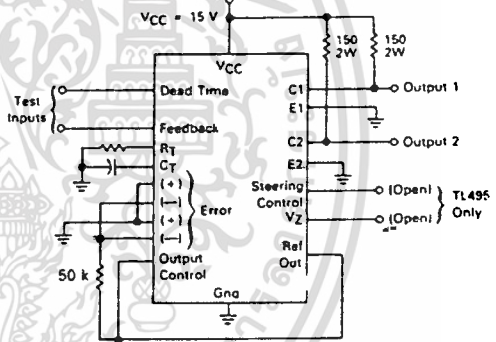 VCC = 15 V
150
2W
150
2W
VCC
Test
Inputs
Dead Time
Feedback
RT
CT
(+)
(—)
(+)
(—)
Error
Output
Control
50 k
Gnd
C1
E1
C2
E2
Steering
Control
VZ
Ref
Out
Output 1
Output 2
(Open)
(Open)
TL495
Only